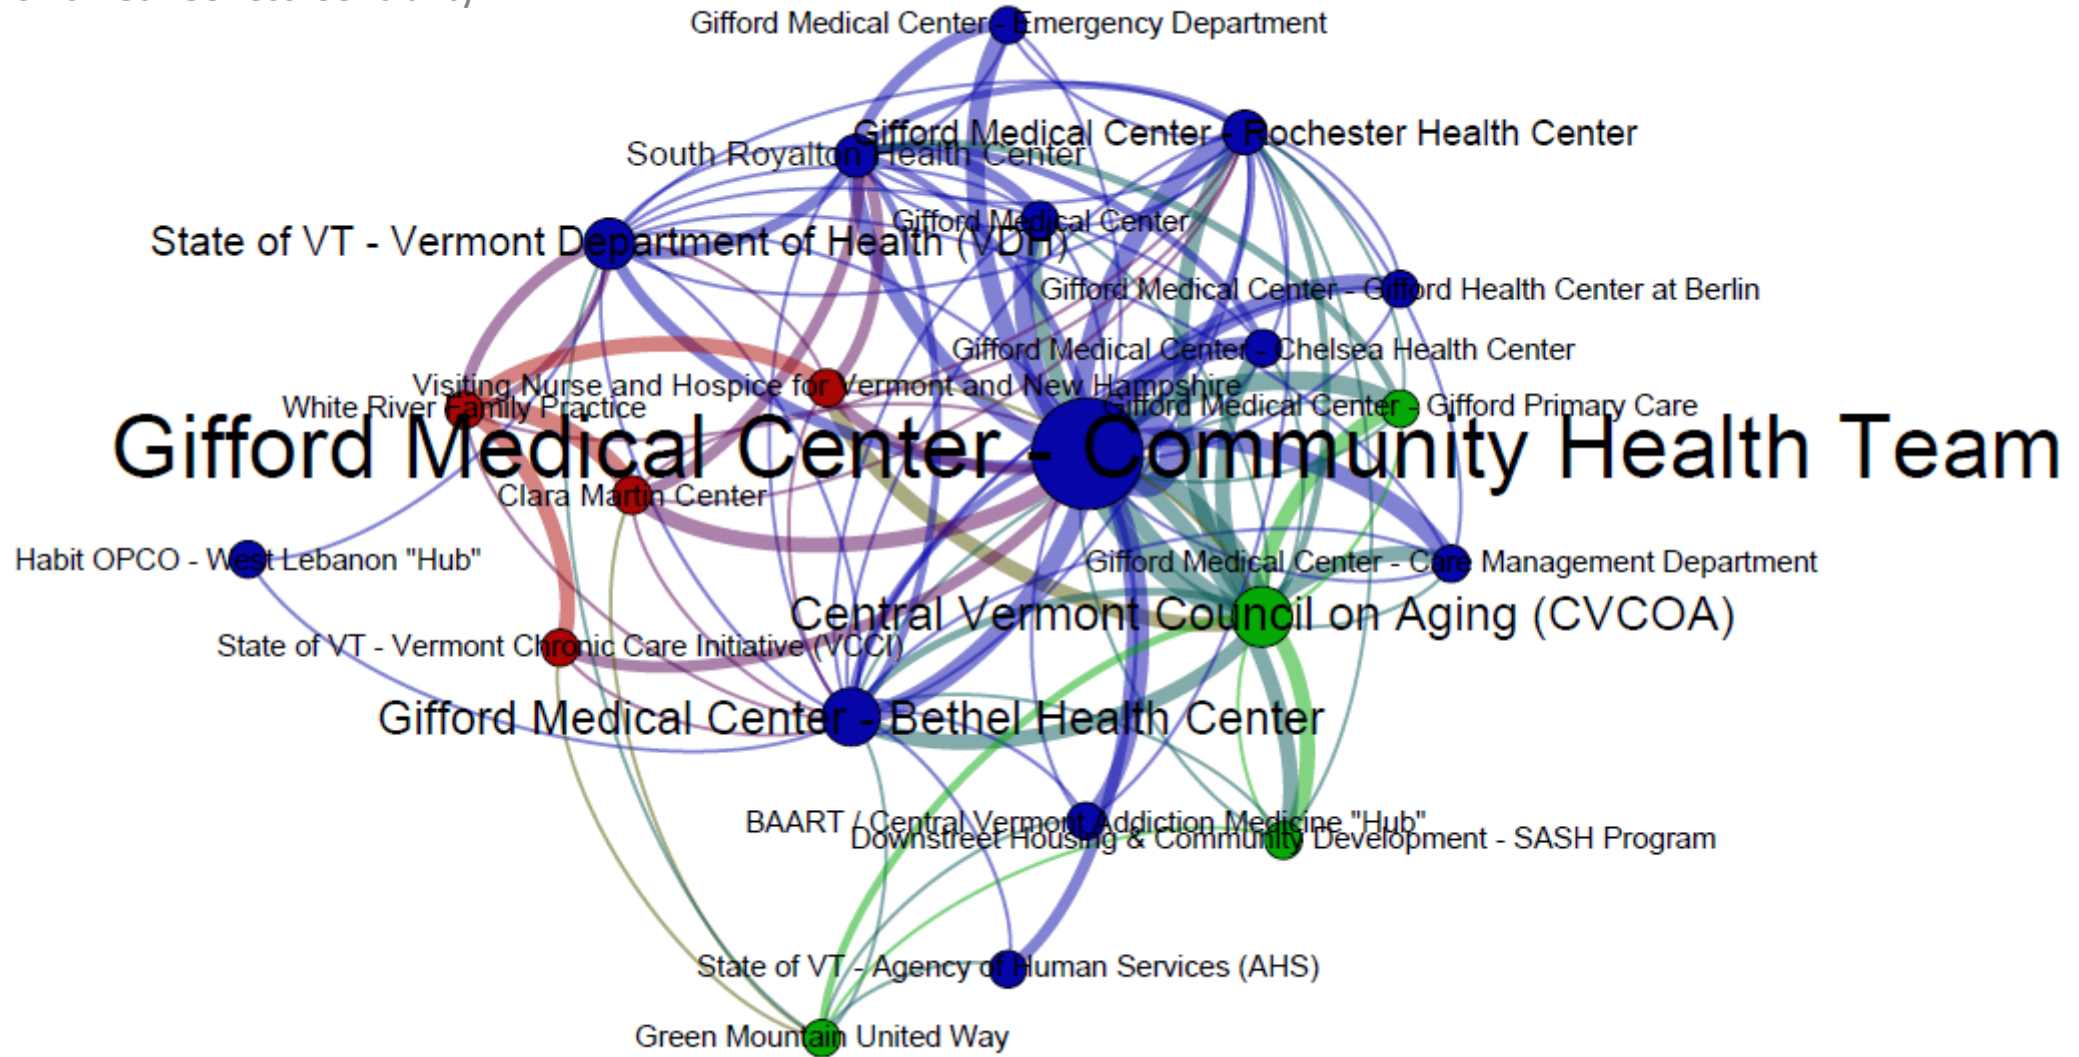 Gifford Medical Center - Emergency Department
Gifford Medical Center - Rochester Health Center
South Royalton Health Center
Gifford Medical Center
State of VT - Vermont Department of Health (VDH)
Gifford Medical Center - Gifford Health Center at Berlin
Gifford Medical Center - Chelsea Health Center
Visiting Nurse and Hospice for Vermont and New Hampshire
White River Family Practice
Gifford Medical Center - Gifford Primary Care
Gifford Medical Center - Community Health Team
Clara Martin Center
Habit OPCO - West Lebanon "Hub"
Gifford Medical Center - Care Management Department
Central Vermont Council on Aging (CVCOA)
State of VT - Vermont Chronic Care Initiative (VCCI)
Gifford Medical Center - Bethel Health Center
BAART / Central Vermont Addiction Medicine "Hub"
Downstreet Housing & Community Development - SASH Program
State of VT - Agency of Human Services (AHS)
Green Mountain United Way